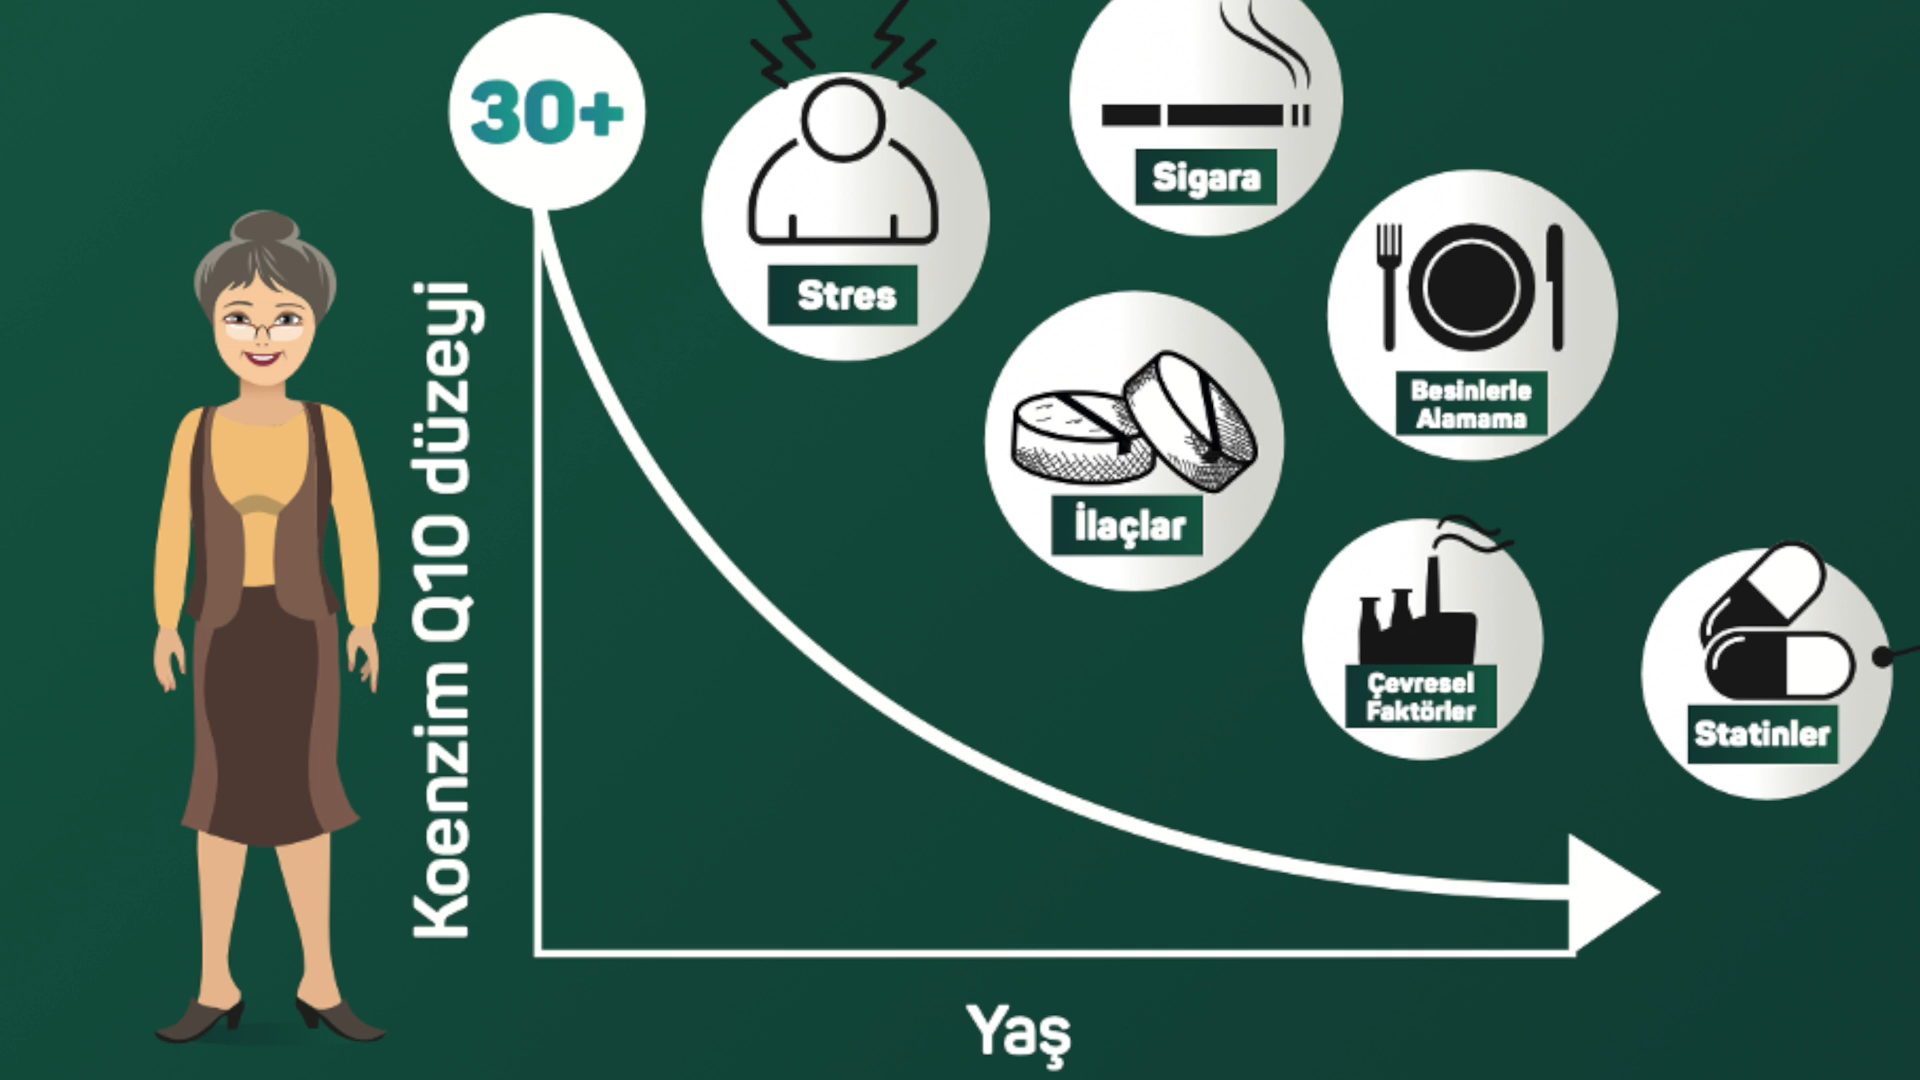 30+
Stres
Sigara
Besinlerle
Alamama
İlaçlar
Çevresel
Faktörler
Statinler
Koenzim Q10 düzeyi
Yaş